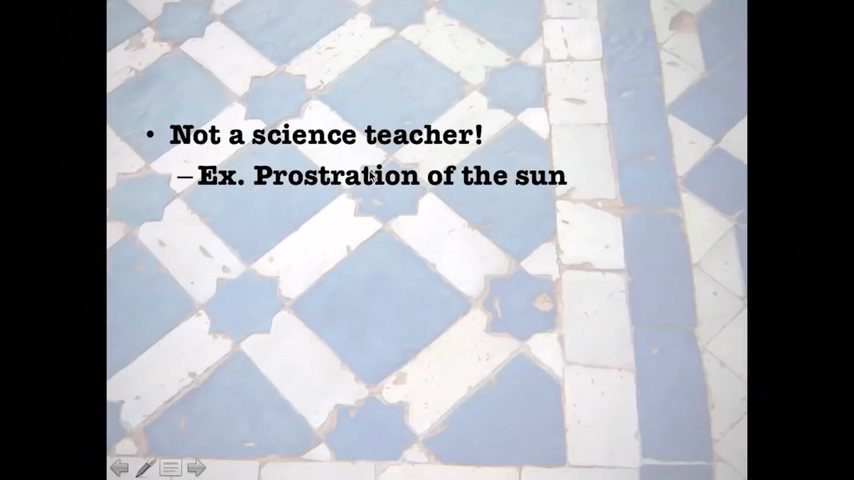 • Not a science teacher!
– Ex. Prostration of the sun